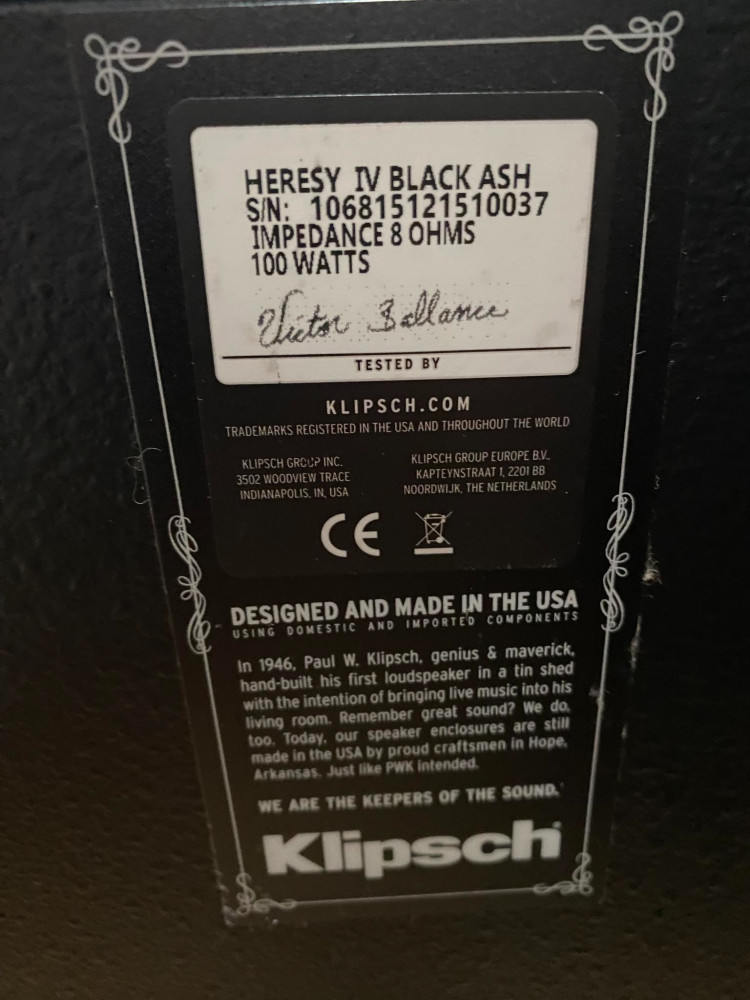 HERESY IV BLACK ASH
S/N: 106815121510037
IMPEDANCE 8 OHMS
100 WATTS
Victor Ballance
TESTED BY
KLIPSCH.COM
TRADEMARKS REGISTERED IN THE USA AND THROUGHOUT THE WORLD
KLIPSCH GROUP INC.
3502 WOODVIEW TRACE
INDIANAPOLIS, IN, USA
KLIPSCH GROUP EUROPE B.V.,
KAPTEYNSTRAAT 1, 2201 BB
NOORDWIJK, THE NETHERLANDS
CE
DESIGNED AND MADE IN THE USA
USING DOMESTIC AND IMPORTED COMPONENTS
In 1946, Paul W. Klipsch, genius & maverick,
hand-built his first loudspeaker in a tin shed
with the intention of bringing live music into his
living room. Remember great sound? We do,
too. Today, our speaker enclosures are still
made in the USA by proud craftsmen in Hope,
Arkansas. Just like PWK intended.
WE ARE THE KEEPERS OF THE SOUND.
Klipsch